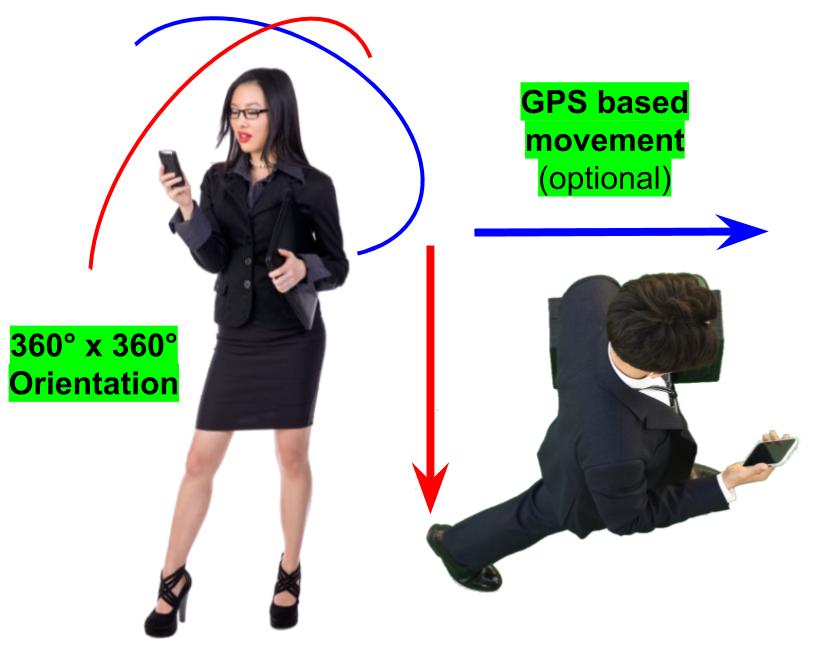 GPS based
movement
(optional)
360° x 360°
Orientation